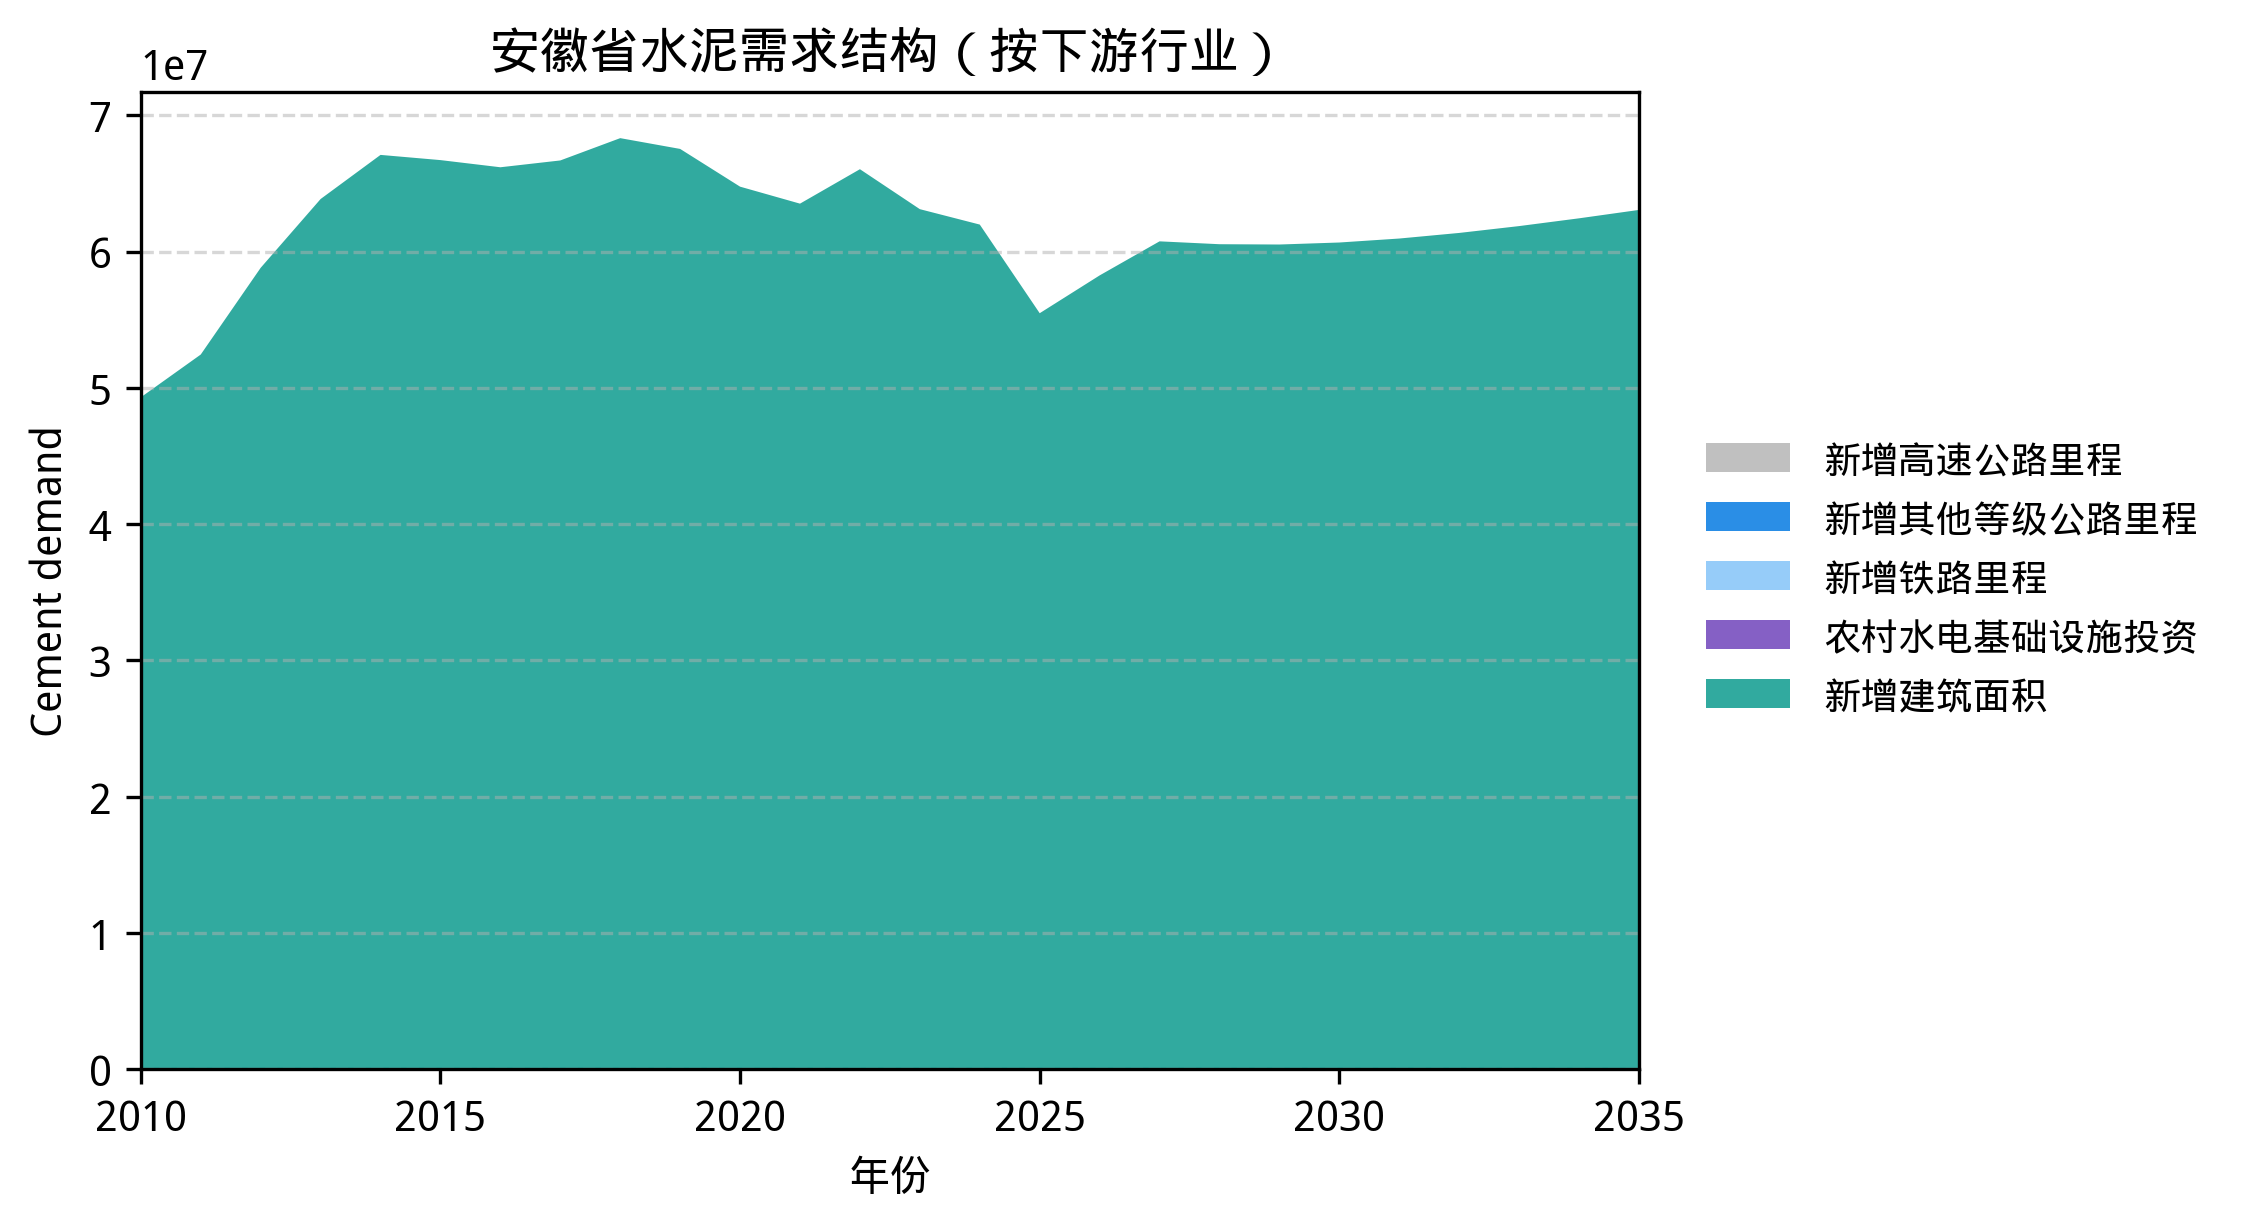 安徽省水泥需求结构（按下游行业）
1e7
7
6
5
4
3
2
1
0
Cement demand
2010
2015
2020
2025
2030
2035
年份
新增高速公路里程
新增其他等级公路里程
新增铁路里程
农村水电基础设施投资
新增建筑面积